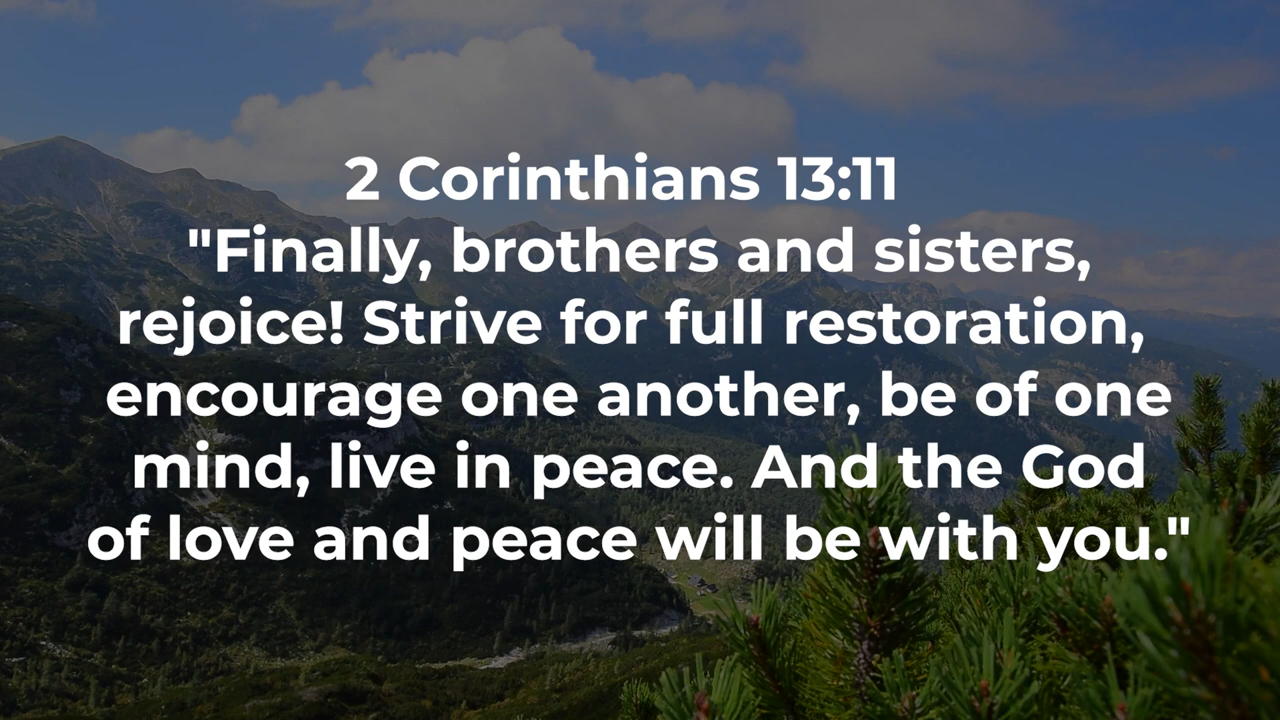 2 Corinthians 13:11
"Finally, brothers and sisters,
rejoice! Strive for full restoration,
encourage one another, be of one
mind, live in peace. And the God
of love and peace will be with you."